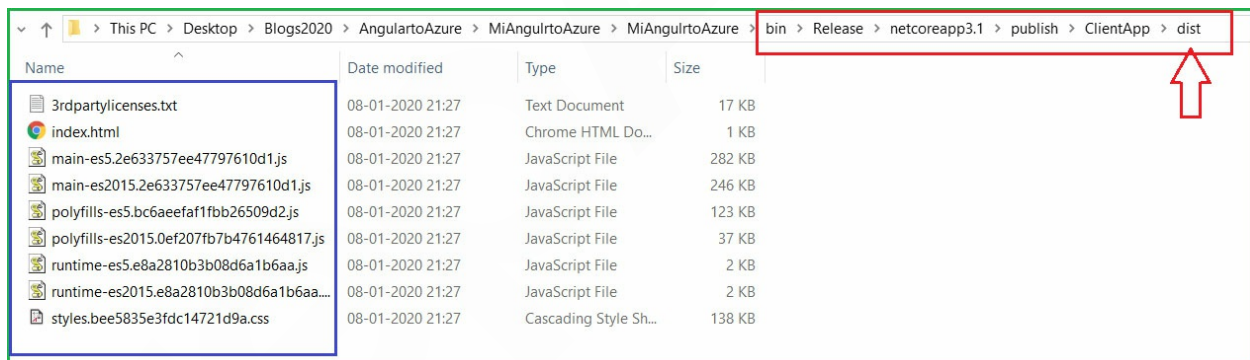 This PC > Desktop > Blogs2020 > AngulartoAzure > MiAngulrtoAzure > MiAngulrtoAzure > bin > Release > netcoreapp3.1 > publish > ClientApp > dist
Name Date modified Type Size
3rdpartylicenses.txt 08-01-2020 21:27 Text Document 17 KB
index.html 08-01-2020 21:27 Chrome HTML Do... 1 KB
main-es5.2e633757ee47797610d1.js 08-01-2020 21:27 JavaScript File 282 KB
main-es2015.2e633757ee47797610d1.js 08-01-2020 21:27 JavaScript File 246 KB
polyfills-es5.bc6aeefaf1fbb26509d2.js 08-01-2020 21:27 JavaScript File 123 KB
polyfills-es2015.0ef207fb7b4761464817.js 08-01-2020 21:27 JavaScript File 37 KB
runtime-es5.e8a2810b3b08d6a1b6aa.js 08-01-2020 21:27 JavaScript File 2 KB
runtime-es2015.e8a2810b3b08d6a1b6aa.... 08-01-2020 21:27 JavaScript File 2 KB
styles.bee5835e3fdc14721d9a.css 08-01-2020 21:27 Cascading Style Sh... 138 KB